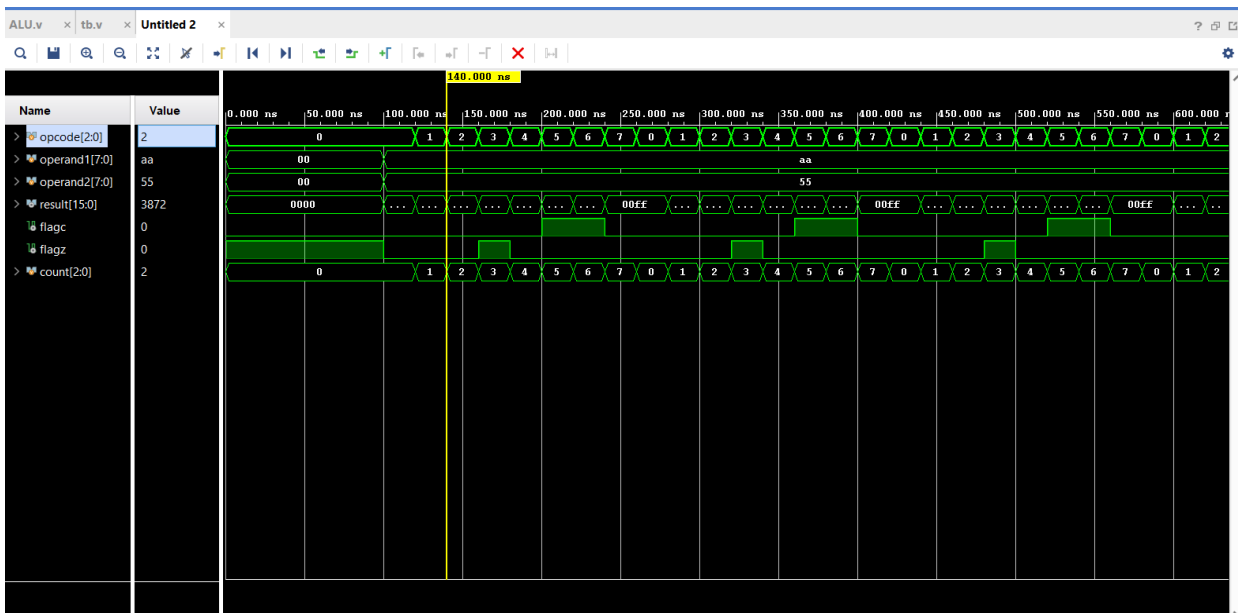 ALU.v × tb.v × Untitled 2 ×
140.000 ns
Name Value 0.000 ns 50.000 ns 100.000 ns 150.000 ns 200.000 ns 250.000 ns 300.000 ns 350.000 ns 400.000 ns 450.000 ns 500.000 ns 550.000 ns 600.000
opcode[2:0] 2 0 1 2 3 4 5 6 7 0 1 2 3 4 5 6 7 0 1 2 3 4 5 6 7 0 1 2
operand1[7:0] aa 00 aa
operand2[7:0] 55 00 55
result[15:0] 3872 0000 ... ... ... ... ... ... ... 00ff ... ... ... ... ... ... 00ff ... ... ... ... ... ... 00ff ... ..
flagc 0
flagz 0
count[2:0] 2 0 1 2 3 4 5 6 7 0 1 2 3 4 5 6 7 0 1 2 3 4 5 6 7 0 1 2